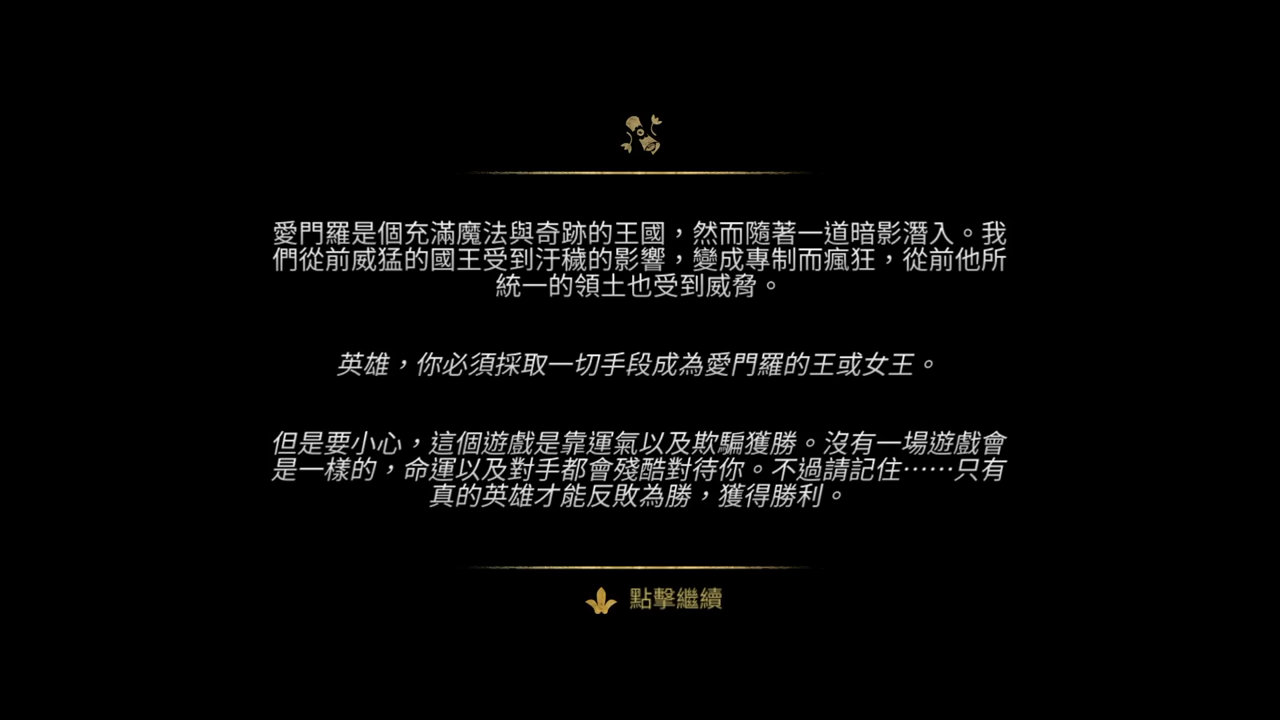 愛門羅是個充滿魔法與奇跡的王國，然而隨著一道暗影潛入。我
們從前威猛的國王受到汙穢的影響，變成專制而瘋狂，從前他所
統一的領土也受到威脅。
英雄，你必須採取一切手段成為愛門羅的王或女王。
但是要小心，這個遊戲是靠運氣以及欺騙獲勝。沒有一場遊戲會
是一樣的，命運以及對手都會殘酷對待你。不過請記住……只有
真的英雄才能反敗為勝，獲得勝利。
點擊繼續